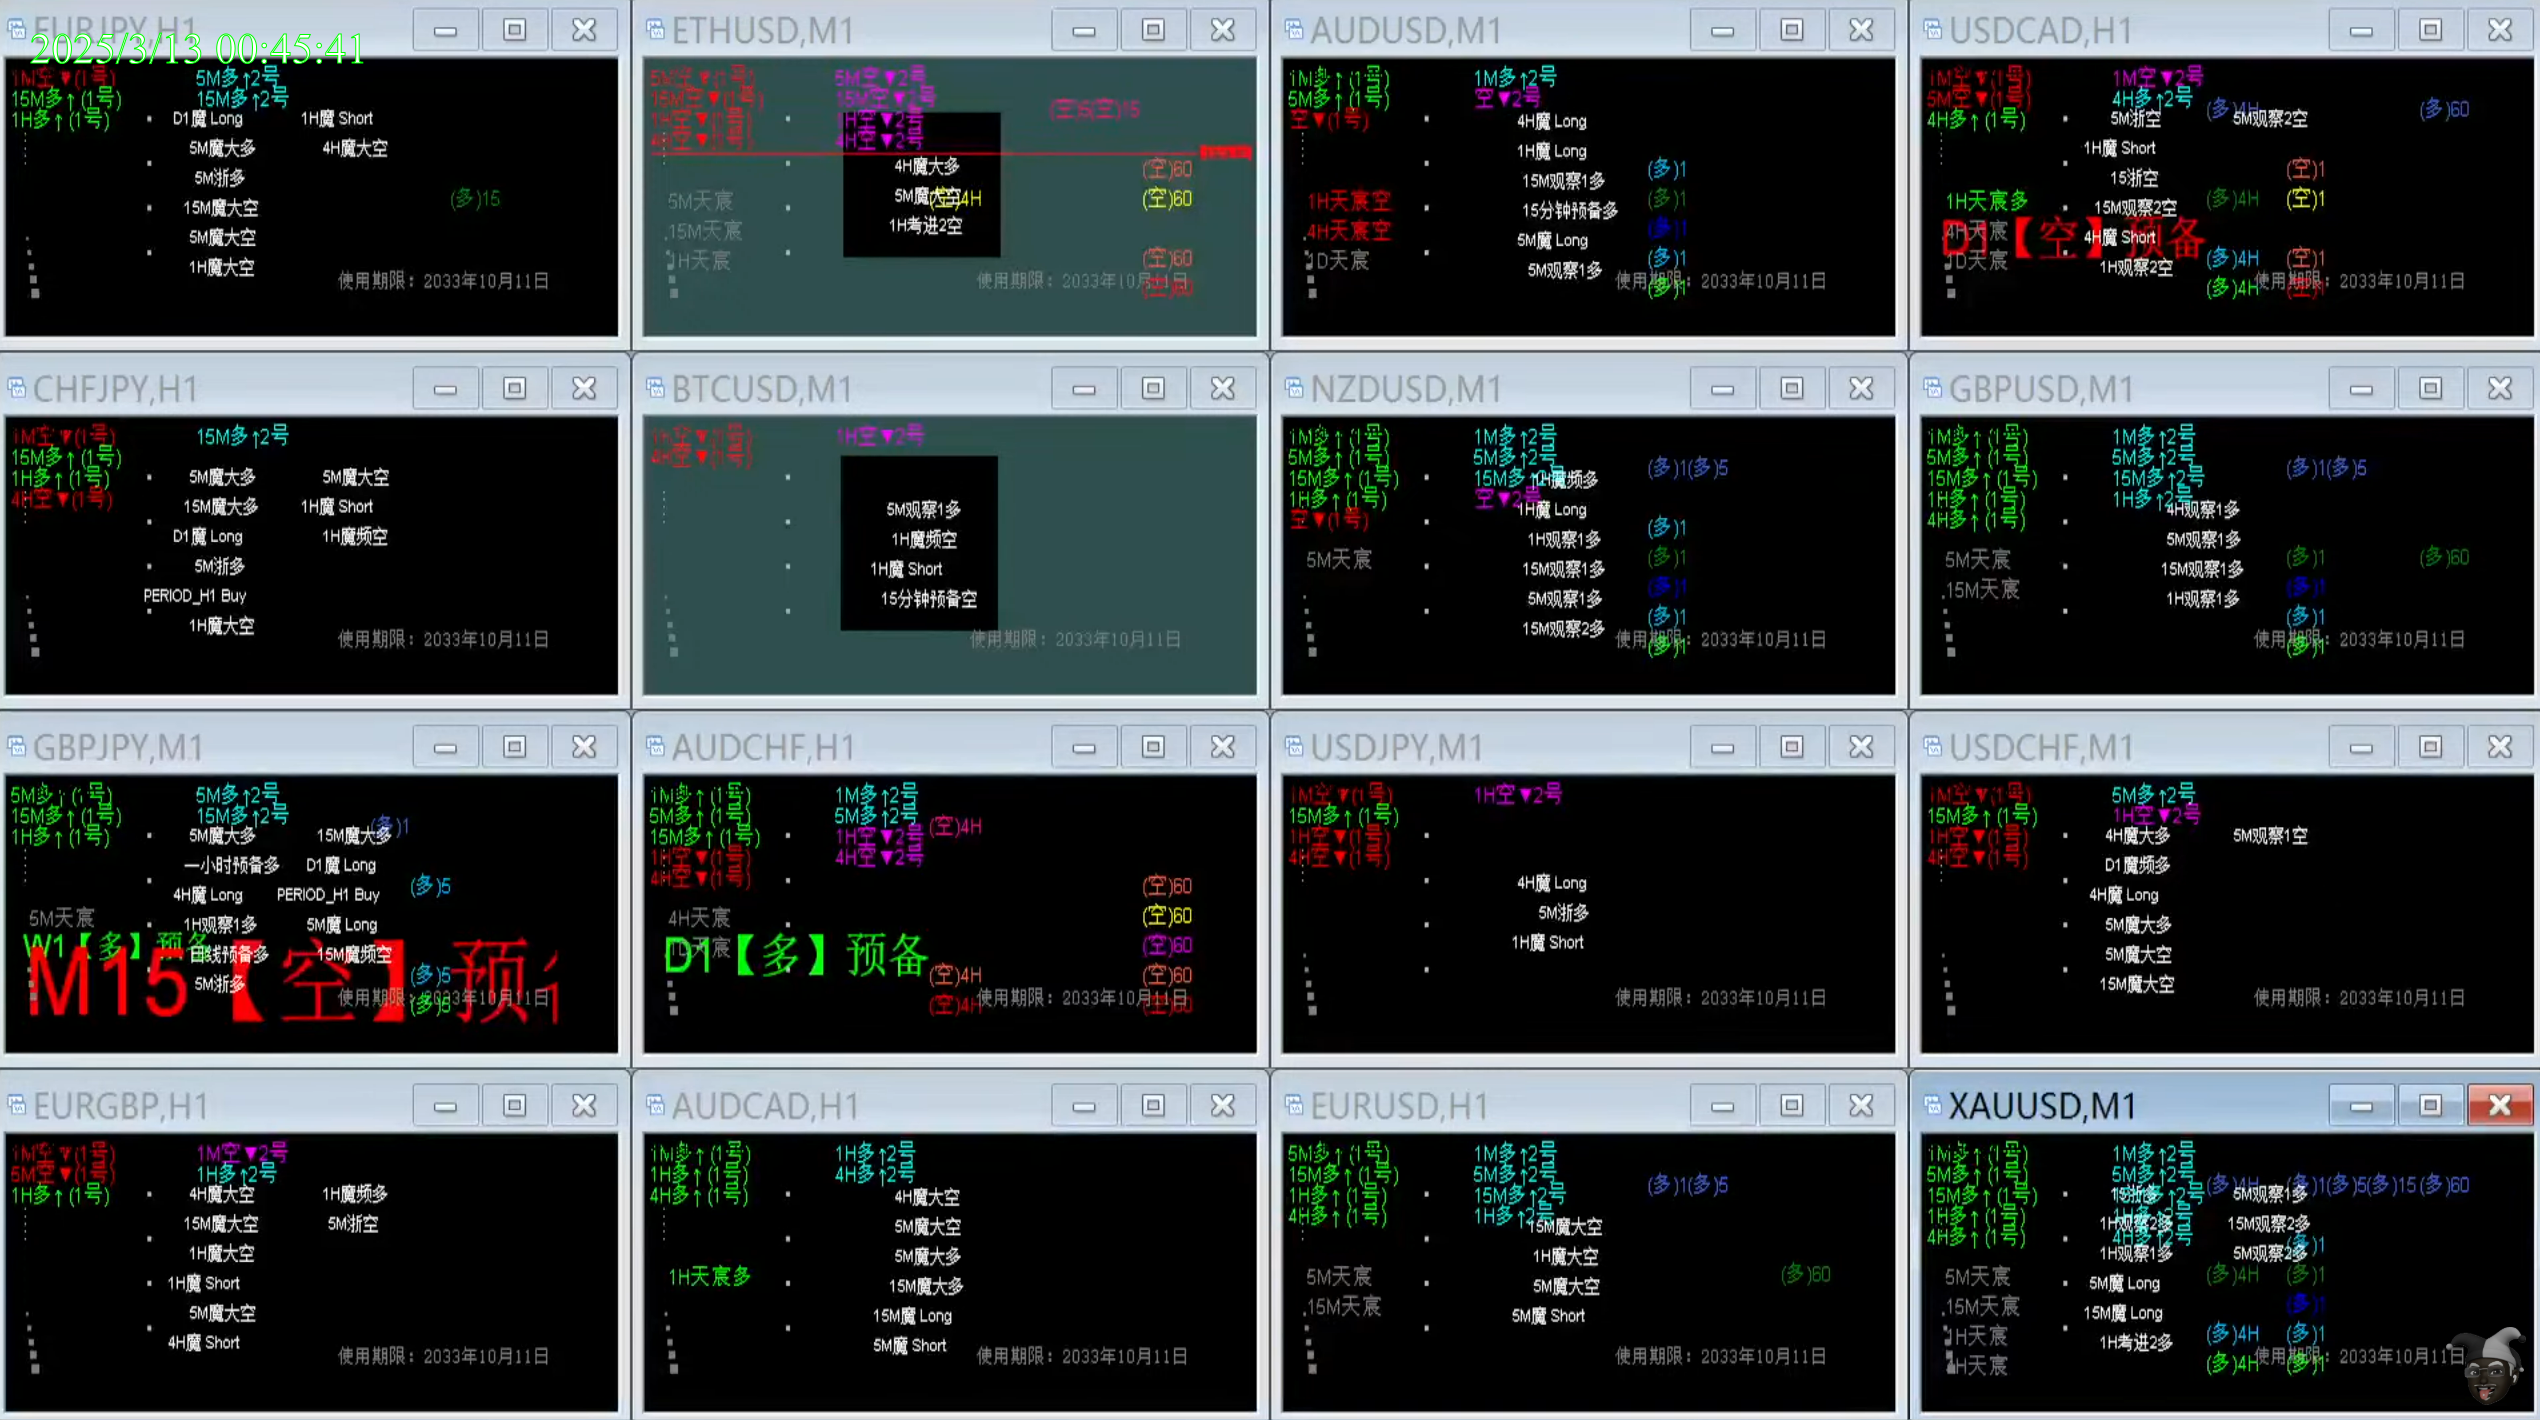 EURJPY,H1
2025/3/13 00:45:41
1M空▼(1号) 5M多↑2号
15M多↑(1号) 15M多↑2号
1H多↑(1号)
D1魔 Long 1H魔 Short
5M魔大多 4H魔大空
5M浙多
(多)15
15M魔大空
5M魔大空
1H魔大空
使用期限：2033年10月11日
ETHUSD,M1
5M空▼(1号) 5M空▼2号
15M空▼(1号) 15M空▼2号
(空)5(空)15
1H空▼(1号) 1H空▼2号
4H空▼(1号) 4H空▼2号
4H魔大多 (空)60
5M天宸 5M魔大空 (空)4H (空)60
15M天宸 1H考进2空
1H天宸 (空)60
使用期限：2033年10月11日
(空)60
AUDUSD,M1
1M多↑(1号) 1M多↑2号
5M多↑(1号) 空▼2号
空▼(1号) 4H魔 Long
1H魔 Long
15M观察1多 (多)1
1H天宸空 15分钟预备多 (多)1
4H天宸空 5M魔 Long (多)1
1D天宸 5M观察1多 (多)1
使用期限：2033年10月11日
(多)1
USDCAD,H1
1M空▼(1号) 1M空▼2号
5M空▼(1号) 4H多↑2号
4H多↑(1号) 5M浙空 (多)4H 5M观察2空 (多)60
1H魔 Short
15浙空 (空)1
1H天宸多 15M观察2空 (多)4H (空)1
4H天宸 4H魔 Short
D1【空】预备
1D天宸 1H观察2空 (多)4H (空)1
使用期限：2033年10月11日
(多)4H (空)1
CHFJPY,H1
1M空▼(1号) 15M多↑2号
15M多↑(1号)
1H多↑(1号) 5M魔大多 5M魔大空
4H空▼(1号) 15M魔大多 1H魔 Short
D1魔 Long 1H魔频空
5M浙多
PERIOD_H1 Buy
1H魔大空
使用期限：2033年10月11日
BTCUSD,M1
1H空▼(1号) 1H空▼2号
4H空▼(1号)
5M观察1多
1H魔频空
1H魔 Short
15分钟预备空
使用期限：2033年10月11日
NZDUSD,M1
1M多↑(1号) 1M多↑2号
5M多↑(1号) 5M多↑2号 (多)1(多)5
15M多↑(1号) 15M多↑2号 1H魔频多
1H多↑(1号) 空▼2号 1H魔 Long
空▼(1号)
1H观察1多 (多)1
5M天宸 15M观察1多 (多)1
5M观察1多 (多)1
15M观察2多 (多)1
使用期限：2033年10月11日
(多)1
GBPUSD,M1
1M多↑(1号) 1M多↑2号
5M多↑(1号) 5M多↑2号 (多)1(多)5
15M多↑(1号) 15M多↑2号
1H多↑(1号) 1H多↑2号
4H多↑(1号) 4H观察1多
5M观察1多
5M天宸 15M观察1多 (多)1 (多)60
15M天宸 1H观察1多 (多)1
(多)1
使用期限：2033年10月11日
(多)1
GBPJPY,M1
5M多↑(1号) 5M多↑2号
15M多↑(1号) 15M多↑2号
1H多↑(1号) 5M魔大多 15M魔大多 (多)1
一小时预备多 D1魔 Long
4H魔 Long PERIOD_H1 Buy (多)5
5M天宸 1H观察1多 5M魔 Long
W1【多】预备
日线预备多 15M魔频空
M15【空】预
5M浙多 (多)5
使用期限：2033年10月11日
(多)5
AUDCHF,H1
1M多↑(1号) 1M多↑2号
5M多↑(1号) 5M多↑2号
15M多↑(1号) 1H空▼2号 (空)4H
1H空▼(1号) 4H空▼2号
4H空▼(1号) (空)60
4H天宸 (空)60
1D天宸 (空)60
D1【多】预备
(空)4H (空)60
使用期限：2033年10月11日
(空)4H (空)60
USDJPY,M1
1M空▼(1号) 1H空▼2号
15M多↑(1号)
1H空▼(1号)
4H空▼(1号)
4H魔 Long
5M浙多
1H魔 Short
使用期限：2033年10月11日
USDCHF,M1
1M空▼(1号) 5M多↑2号
15M多↑(1号) 1H空▼2号
1H空▼(1号) 4H魔大多 5M观察1空
4H空▼(1号) D1魔频多
4H魔 Long
5M魔大多
5M魔大空
15M魔大空
使用期限：2033年10月11日
EURGBP,H1
1M空▼(1号) 1M空▼2号
5M空▼(1号) 1H多↑2号
1H多↑(1号) 4H魔大空 1H魔频多
15M魔大空 5M浙空
1H魔大空
1H魔 Short
5M魔大空
4H魔 Short
使用期限：2033年10月11日
AUDCAD,H1
1M多↑(1号) 1H多↑2号
1H多↑(1号) 4H多↑2号
4H多↑(1号) 4H魔大空
5M魔大空
5M魔大多
1H天宸多 15M魔大多
15M魔 Long
5M魔 Short
使用期限：2033年10月11日
EURUSD,H1
5M多↑(1号) 1M多↑2号
15M多↑(1号) 5M多↑2号 (多)1(多)5
1H多↑(1号) 15M多↑2号
4H多↑(1号) 1H多↑2号
15M魔大空
1H魔大空
5M天宸 5M魔大空 (多)60
15M天宸 5M魔 Short
使用期限：2033年10月11日
XAUUSD,M1
1M多↑(1号) 1M多↑2号
5M多↑(1号) 5M多↑2号 (多)4H (多)1(多)5(多)15(多)60
15M多↑(1号) 15浙多 5M观察1多
1H多↑(1号) 1H观察2多 15M观察2多
4H多↑(1号) 4H多↑2号
1H观察1多 5M观察2多 (多)1
5M天宸 5M魔 Long (多)4H (多)1
15M天宸 15M魔 Long (多)1
1H天宸 1H考进2多 (多)4H (多)1
4H天宸 (多)4H (多)1
使用期限：2033年10月11日